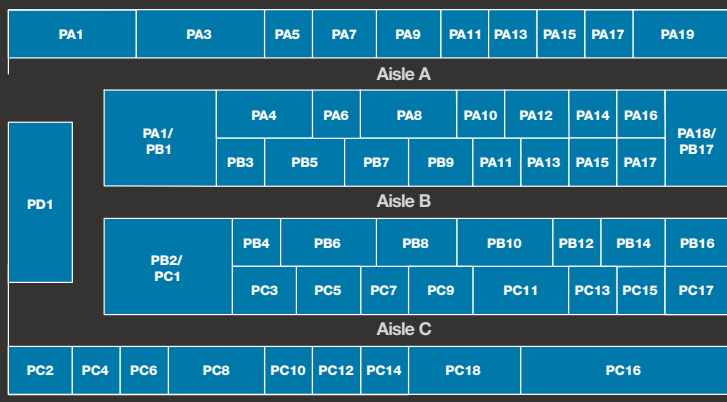 PA1 PA3 PA5 PA7 PA9 PA11 PA13 PA15 PA17 PA19
Aisle A
PA1/
PB1
PA4 PA6 PA8 PA10 PA12 PA14 PA16
PA18/
PB17
PB3 PB5 PB7 PB9 PA11 PA13 PA15 PA17
PD1
Aisle B
PB2/
PC1
PB4 PB6 PB8 PB10 PB12 PB14 PB16
PC3 PC5 PC7 PC9 PC11 PC13 PC15 PC17
Aisle C
PC2 PC4 PC6 PC8 PC10 PC12 PC14 PC18 PC16